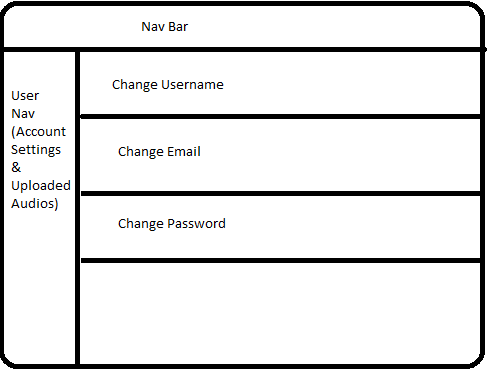 Nav Bar
User
Nav
(Account
Settings
&
Uploaded
Audios)
Change Username
Change Email
Change Password